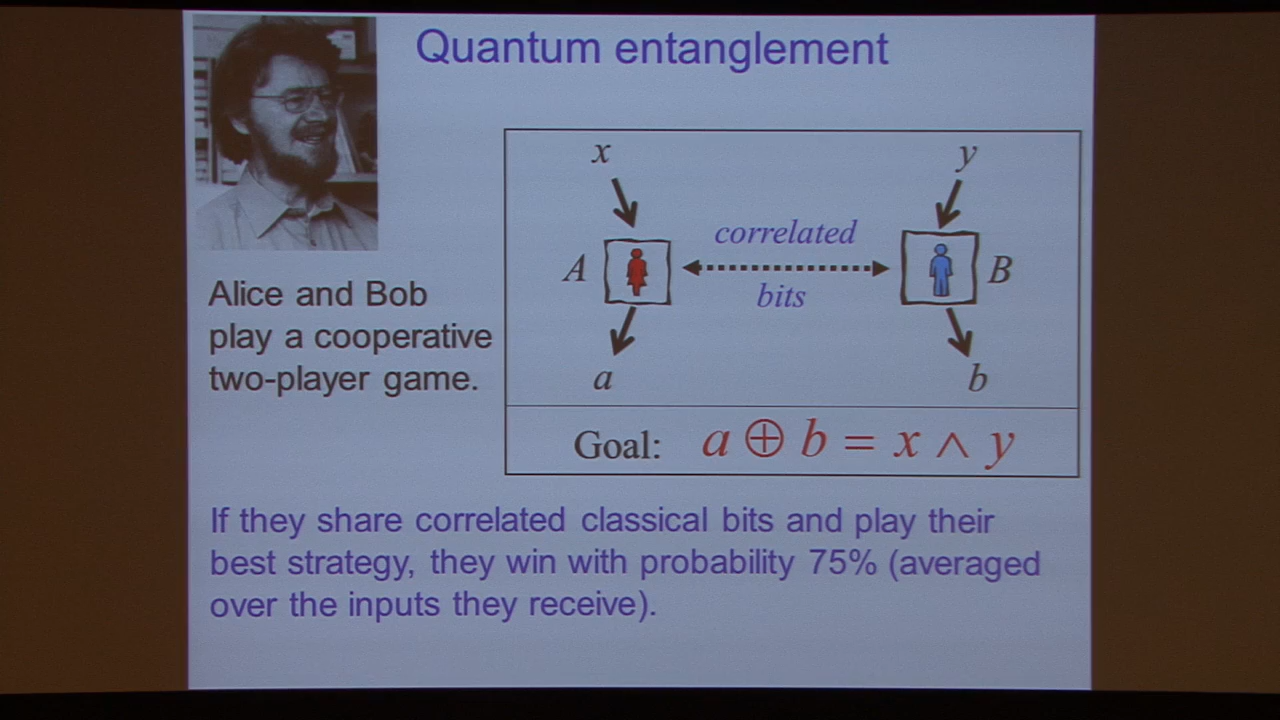 Quantum entanglement
x
y
correlated
A
B
bits
a
b
Goal: a ⊕ b = x ∧ y
Alice and Bob
play a cooperative
two-player game.
If they share correlated classical bits and play their
best strategy, they win with probability 75% (averaged
over the inputs they receive).